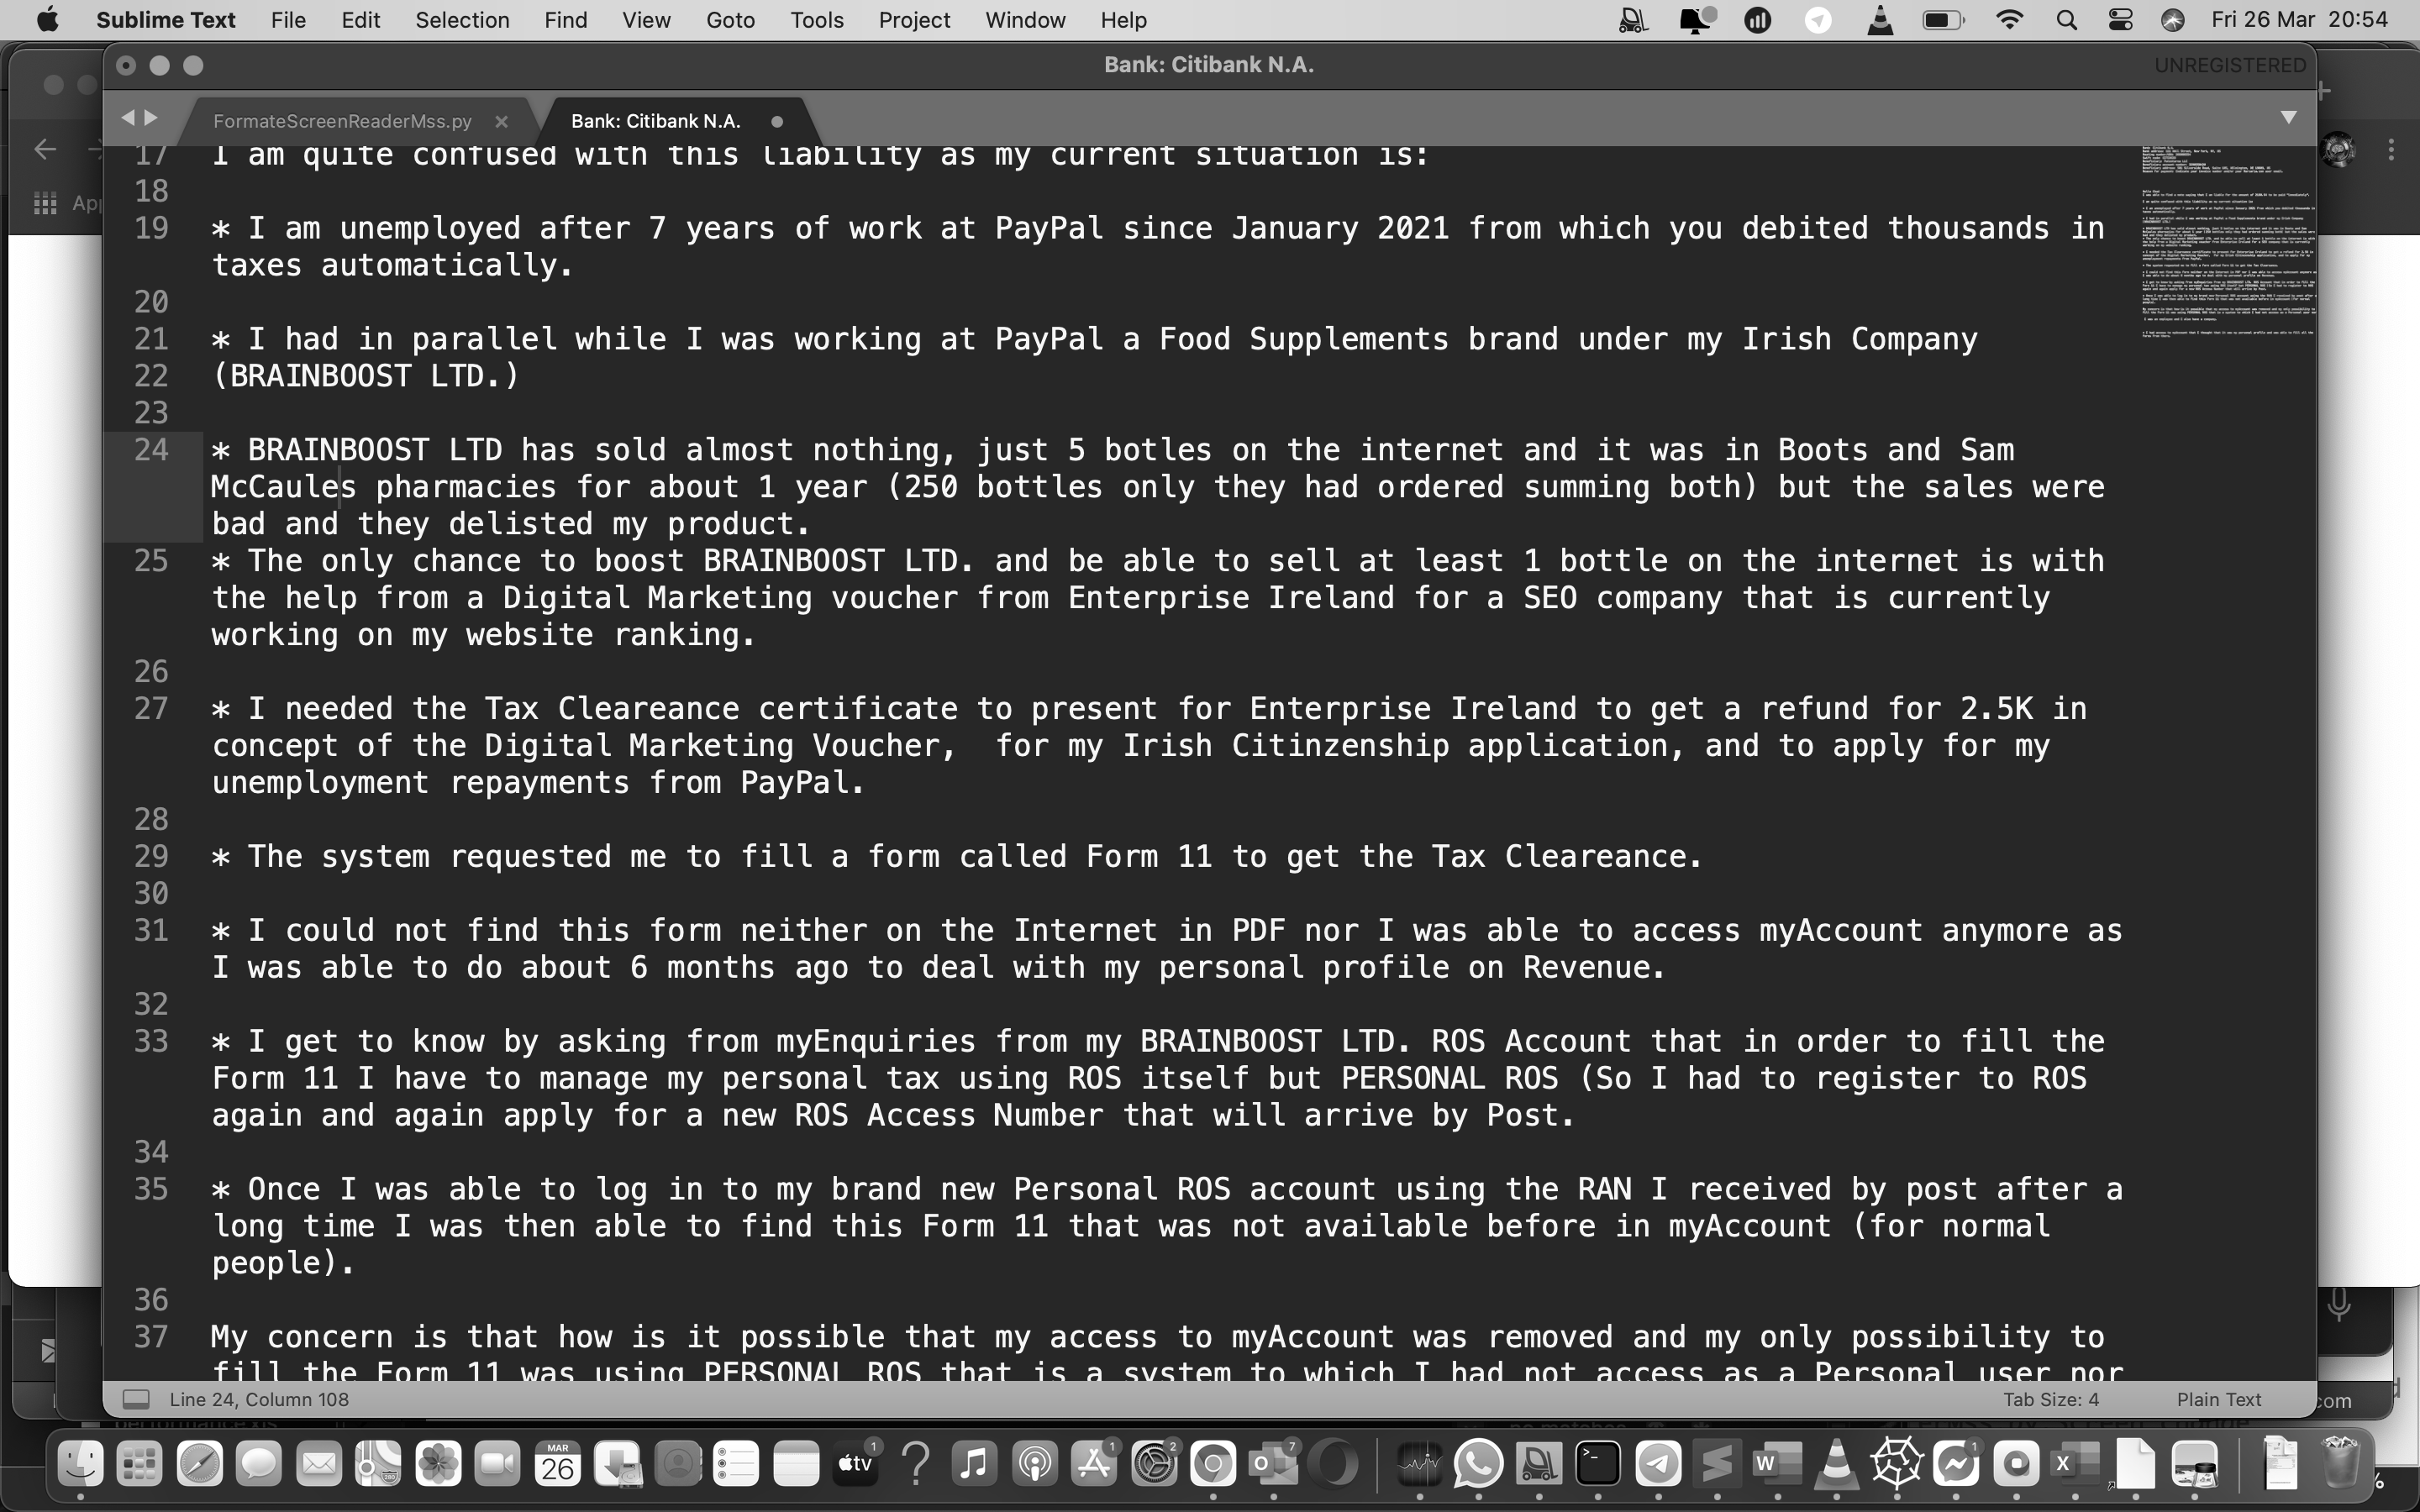 Sublime Text File Edit Selection Find View Goto Tools Project Window Help Fri 26 Mar 20:54
Bank: Citibank N.A. UNREGISTERED
FormateScreenReaderMss.py Bank: Citibank N.A.
17 I am quite confused with this liability as my current situation is:
18
19 * I am unemployed after 7 years of work at PayPal since January 2021 from which you debited thousands in
taxes automatically.
20
21 * I had in parallel while I was working at PayPal a Food Supplements brand under my Irish Company
22 (BRAINBOOST LTD.)
23
24 * BRAINBOOST LTD has sold almost nothing, just 5 botles on the internet and it was in Boots and Sam
McCaules pharmacies for about 1 year (250 bottles only they had ordered summing both) but the sales were
bad and they delisted my product.
25 * The only chance to boost BRAINBOOST LTD. and be able to sell at least 1 bottle on the internet is with
the help from a Digital Marketing voucher from Enterprise Ireland for a SEO company that is currently
working on my website ranking.
26
27 * I needed the Tax Cleareance certificate to present for Enterprise Ireland to get a refund for 2.5K in
concept of the Digital Marketing Voucher,  for my Irish Citinzenship application, and to apply for my
unemployment repayments from PayPal.
28
29 * The system requested me to fill a form called Form 11 to get the Tax Cleareance.
30
31 * I could not find this form neither on the Internet in PDF nor I was able to access myAccount anymore as
I was able to do about 6 months ago to deal with my personal profile on Revenue.
32
33 * I get to know by asking from myEnquiries from my BRAINBOOST LTD. ROS Account that in order to fill the
Form 11 I have to manage my personal tax using ROS itself but PERSONAL ROS (So I had to register to ROS
again and again apply for a new ROS Access Number that will arrive by Post.
34
35 * Once I was able to log in to my brand new Personal ROS account using the RAN I received by post after a
long time I was then able to find this Form 11 that was not available before in myAccount (for normal
people).
36
37 My concern is that how is it possible that my access to myAccount was removed and my only possibility to
fill the Form 11 was using PERSONAL ROS that is a system to which I had not access as a Personal user nor
Line 24, Column 108 Tab Size: 4 Plain Text
com
MAR
26
tv
1
1
2
7
1